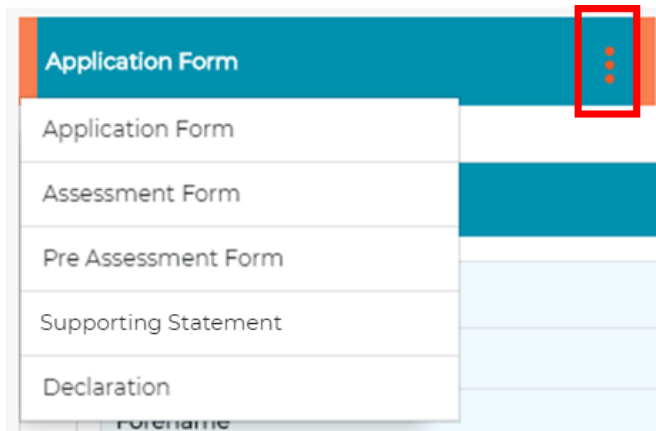 Application Form
Application Form
Assessment Form
Pre Assessment Form
Supporting Statement
Declaration
Forename